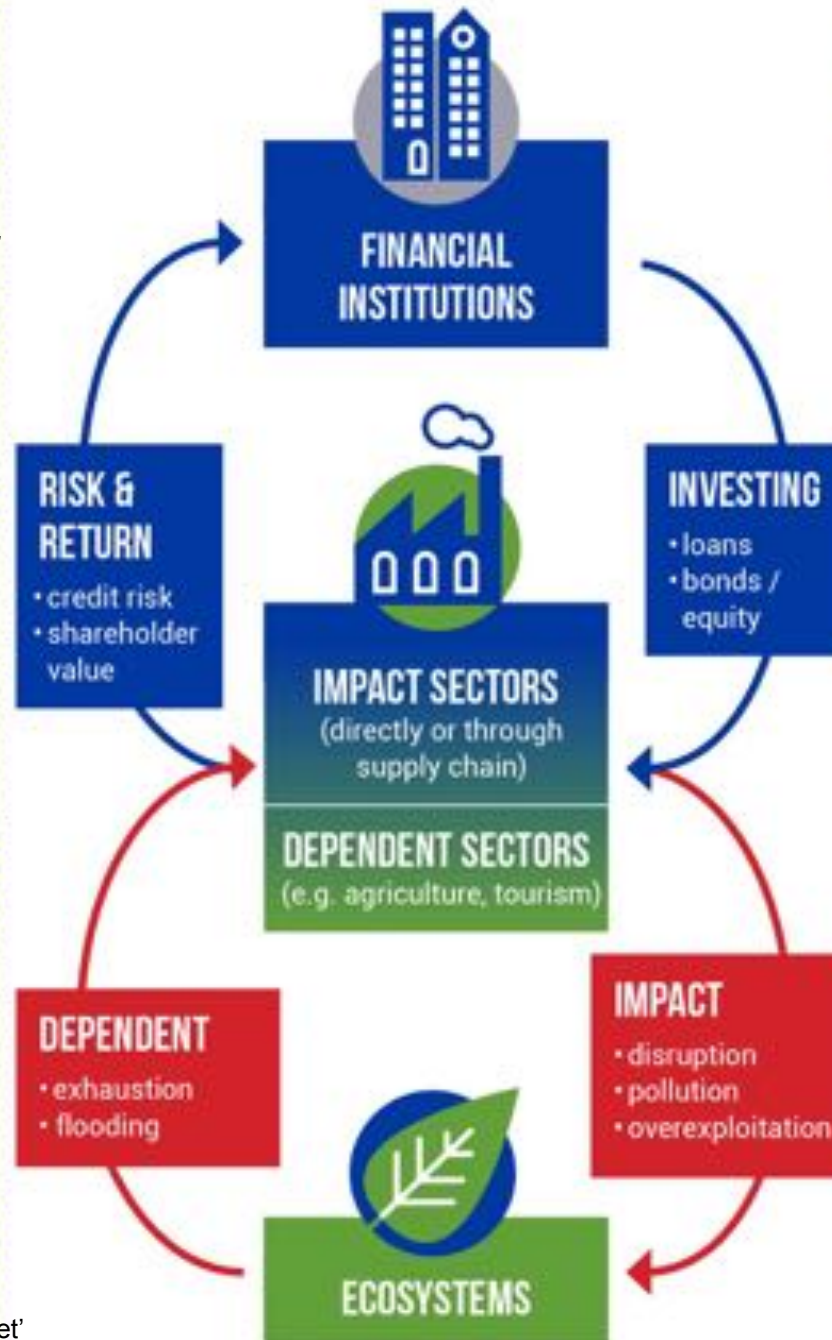 FINANCIAL
INSTITUTIONS
RISK &
RETURN
• credit risk
• shareholder
value
INVESTING
• loans
• bonds /
equity
IMPACT SECTORS
(directly or through
supply chain)
DEPENDENT SECTORS
(e.g. agriculture, tourism)
DEPENDENT
• exhaustion
• flooding
IMPACT
• disruption
• pollution
• overexploitation
ECOSYSTEMS
et’